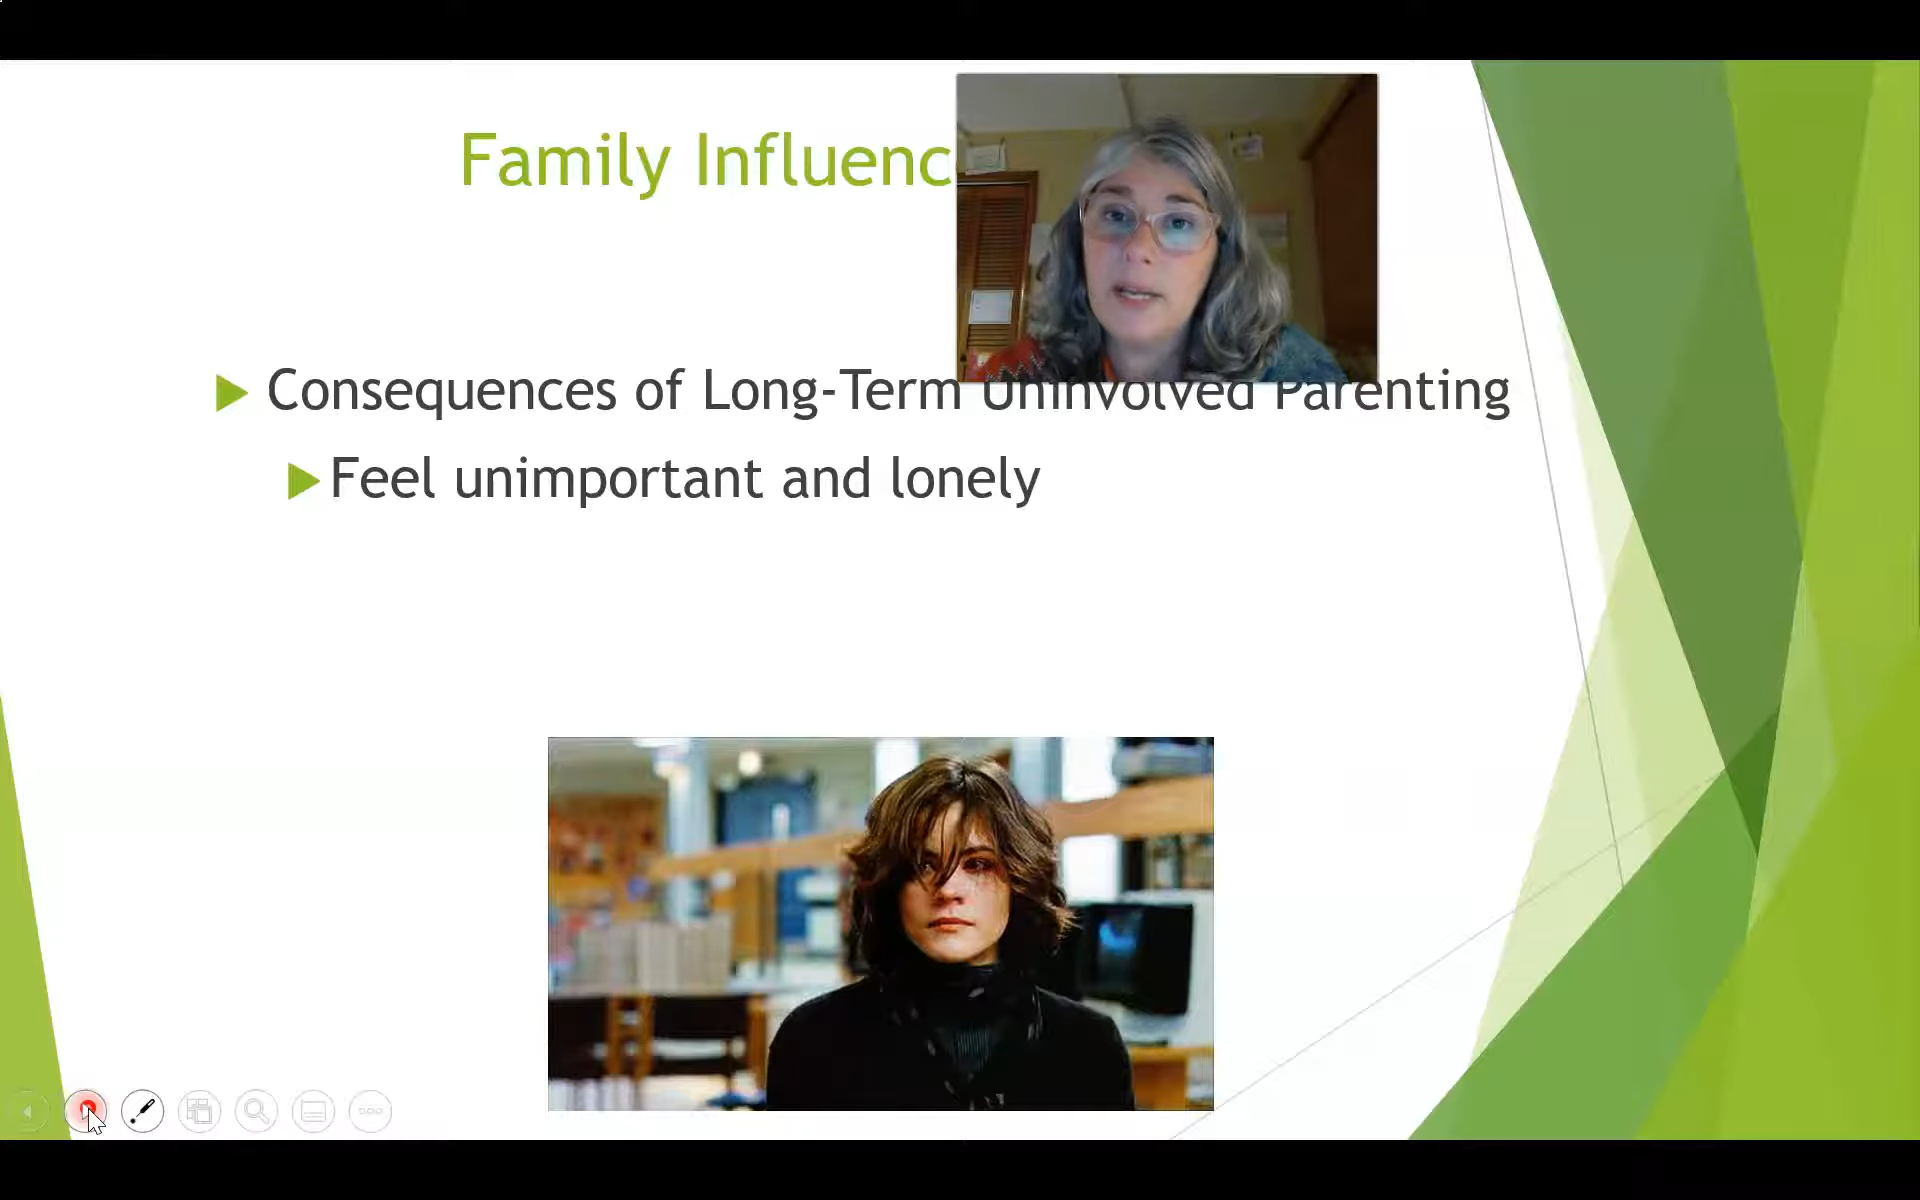 Family Influenc
Consequences of Long-Term Uninvolved Parenting
Feel unimportant and lonely